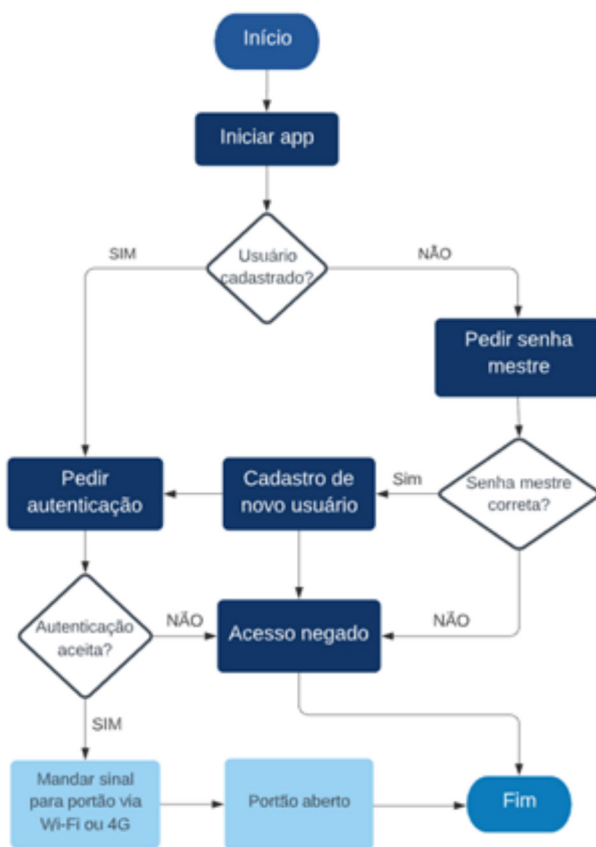 Início
Iniciar app
Usuário
cadastrado?
SIM
NÃO
Pedir senha
mestre
Pedir
autenticação
Cadastro de
novo usuário
Sim
Senha mestre
correta?
Autenticação
aceita?
NÃO
Acesso negado
NÃO
SIM
Mandar sinal
para portão via
Wi-Fi ou 4G
Portão aberto
Fim